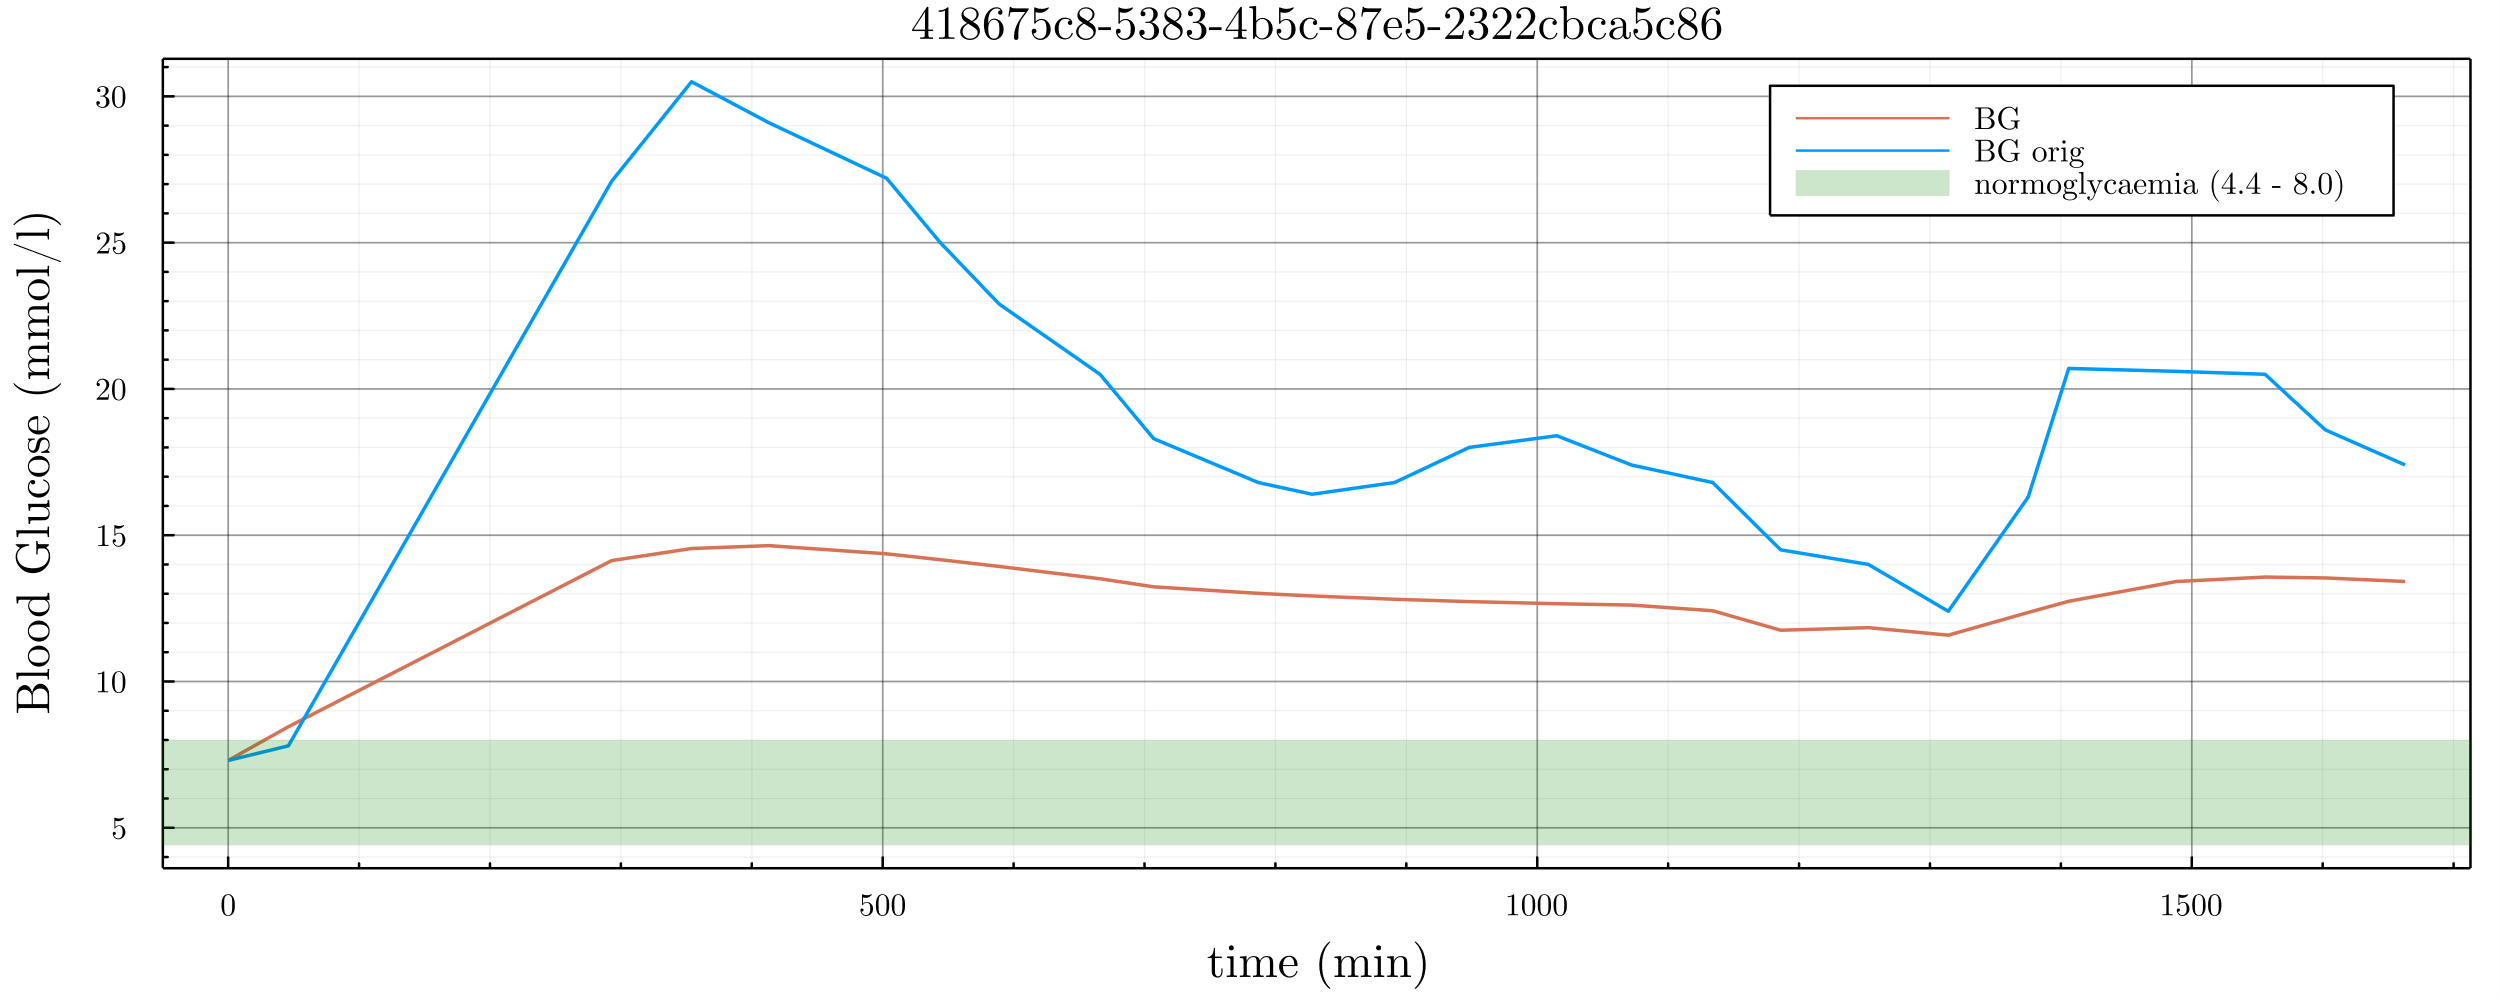 418675c8-5383-4b5c-87e5-2322cbca5c86
BG
BG orig
normoglycaemia (4.4 - 8.0)
Blood Glucose (mmol/l)
30
25
20
15
10
5
0 500 1000 1500
time (min)